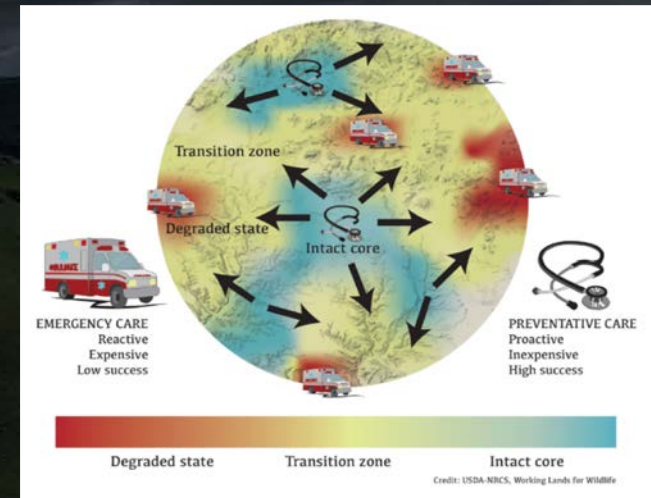 Transition zone
Degraded state
Intact core
EMERGENCY CARE
Reactive
Expensive
Low success
PREVENTATIVE CARE
Proactive
Inexpensive
High success
Degraded state
Transition zone
Intact core
Credit: USDA-NRCS, Working Lands for Wildlife